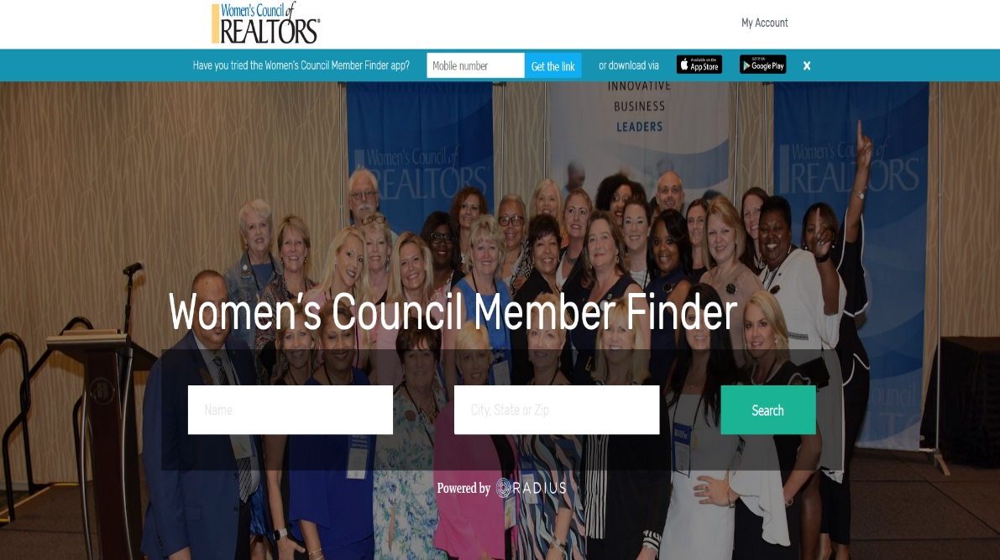 Women's Council of
REALTORS®
My Account
Have you tried the Women's Council Member Finder app?
Mobile number
Get the link
or download via
Available on the
App Store
GET IT ON
Google Play
x
INNOVATIVE
BUSINESS
LEADERS
Women's Council of
REALTORS
Women's Council of
REALTORS
Women's Council Member Finder
Name
City, State or Zip
Search
Powered by RADIUS